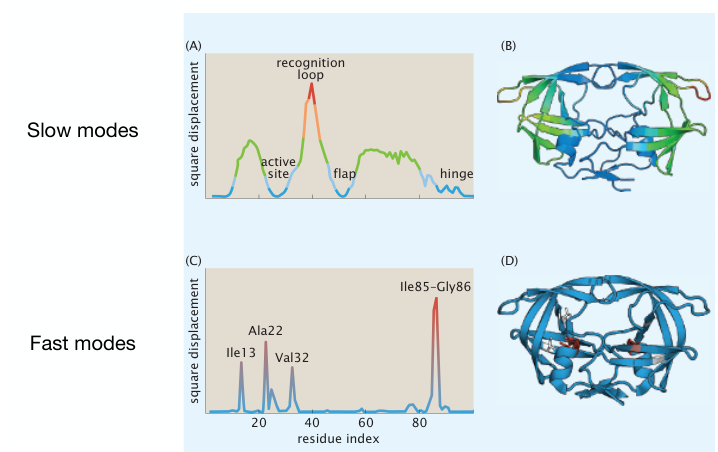 Slow modes
(A)
square displacement
recognition
loop
active
site
flap
hinge
(B)
Fast modes
(C)
square displacement
Ile85–Gly86
Ala22
Ile13
Val32
20
40
60
80
residue index
(D)